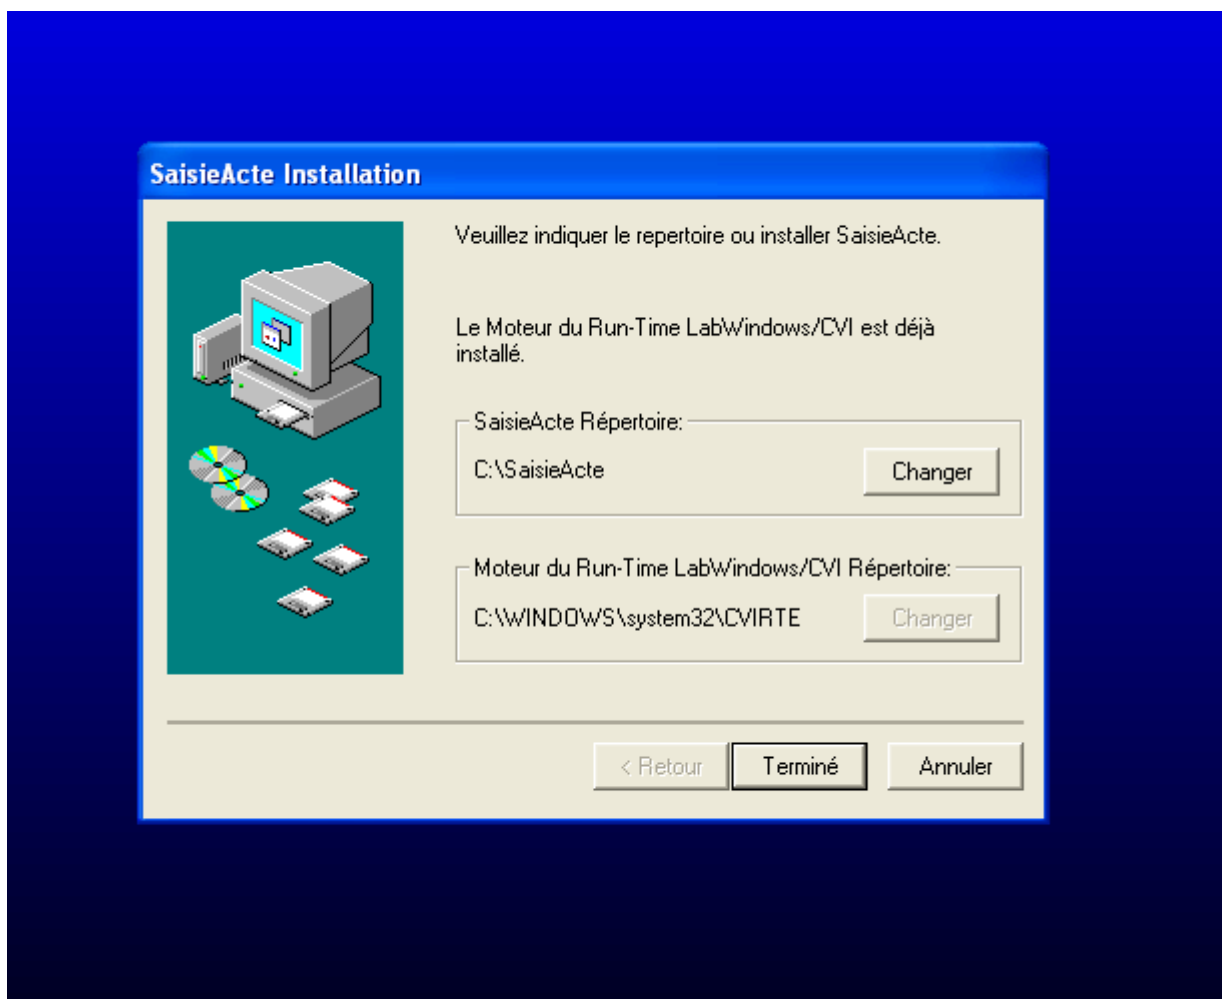 SaisieActe Installation
Veuillez indiquer le repertoire ou installer SaisieActe.
Le Moteur du Run-Time LabWindows/CVI est déjà
installé.
SaisieActe Répertoire:
C:\SaisieActe
Changer
Moteur du Run-Time LabWindows/CVI Répertoire:
C:\WINDOWS\system32\CVIRTE
Changer
< Retour
Terminé
Annuler